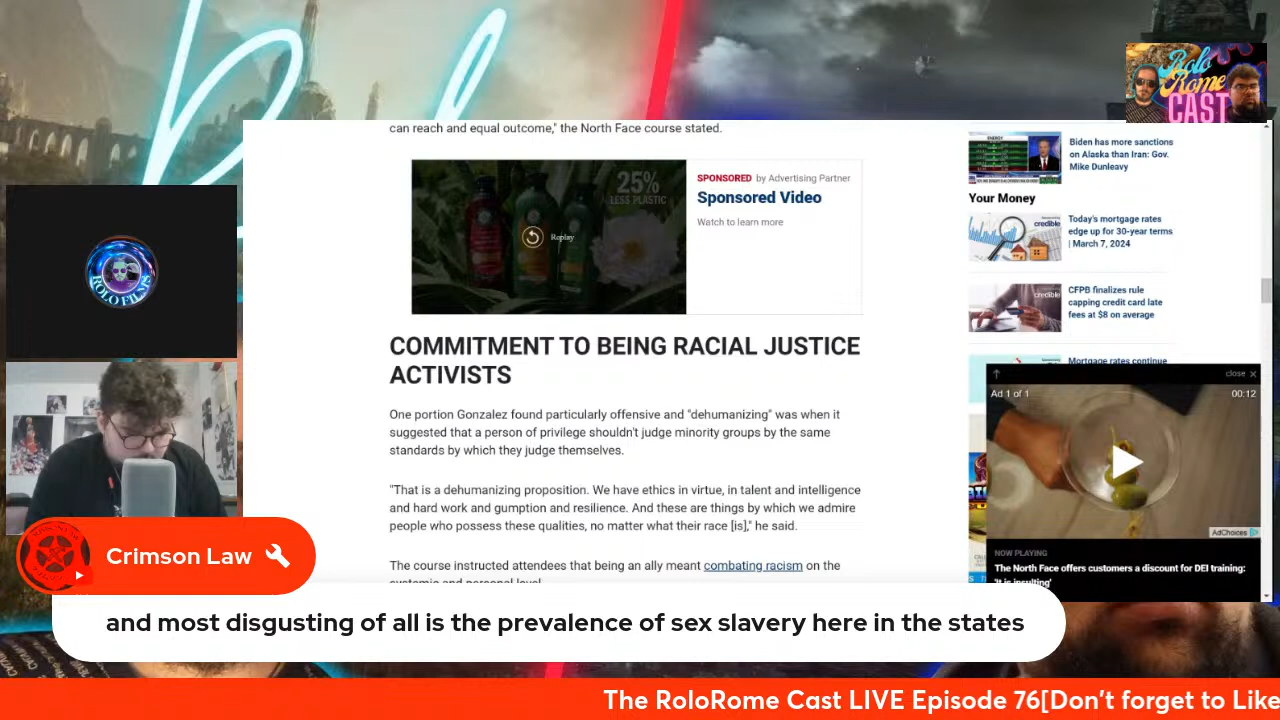 Rolo
Rome
CAST
can reach and equal outcome," the North Face course stated.
25%
LESS PLASTIC
Replay
SPONSORED by Advertising Partner
Sponsored Video
Watch to learn more
COMMITMENT TO BEING RACIAL JUSTICE
ACTIVISTS
One portion Gonzalez found particularly offensive and "dehumanizing" was when it
suggested that a person of privilege shouldn't judge minority groups by the same
standards by which they judge themselves.
"That is a dehumanizing proposition. We have ethics in virtue, in talent and intelligence
and hard work and gumption and resilience. And these are things by which we admire
people who possess these qualities, no matter what their race [is]," he said.
The course instructed attendees that being an ally meant combating racism on the
systemic and personal level.
Biden has more sanctions
on Alaska than Iran: Gov.
Mike Dunleavy
Your Money
credible
Today's mortgage rates
edge up for 30-year terms
| March 7, 2024
credible
CFPB finalizes rule
capping credit card late
fees at $8 on average
Mortgage rates continue
close X
Ad 1 of 1
00:12
AdChoices
NOW PLAYING
The North Face offers customers a discount for DEI training:
'It is insulting'
ROLO FILMS
Crimson Law
and most disgusting of all is the prevalence of sex slavery here in the states
The RoloRome Cast LIVE Episode 76[Don't forget to Like